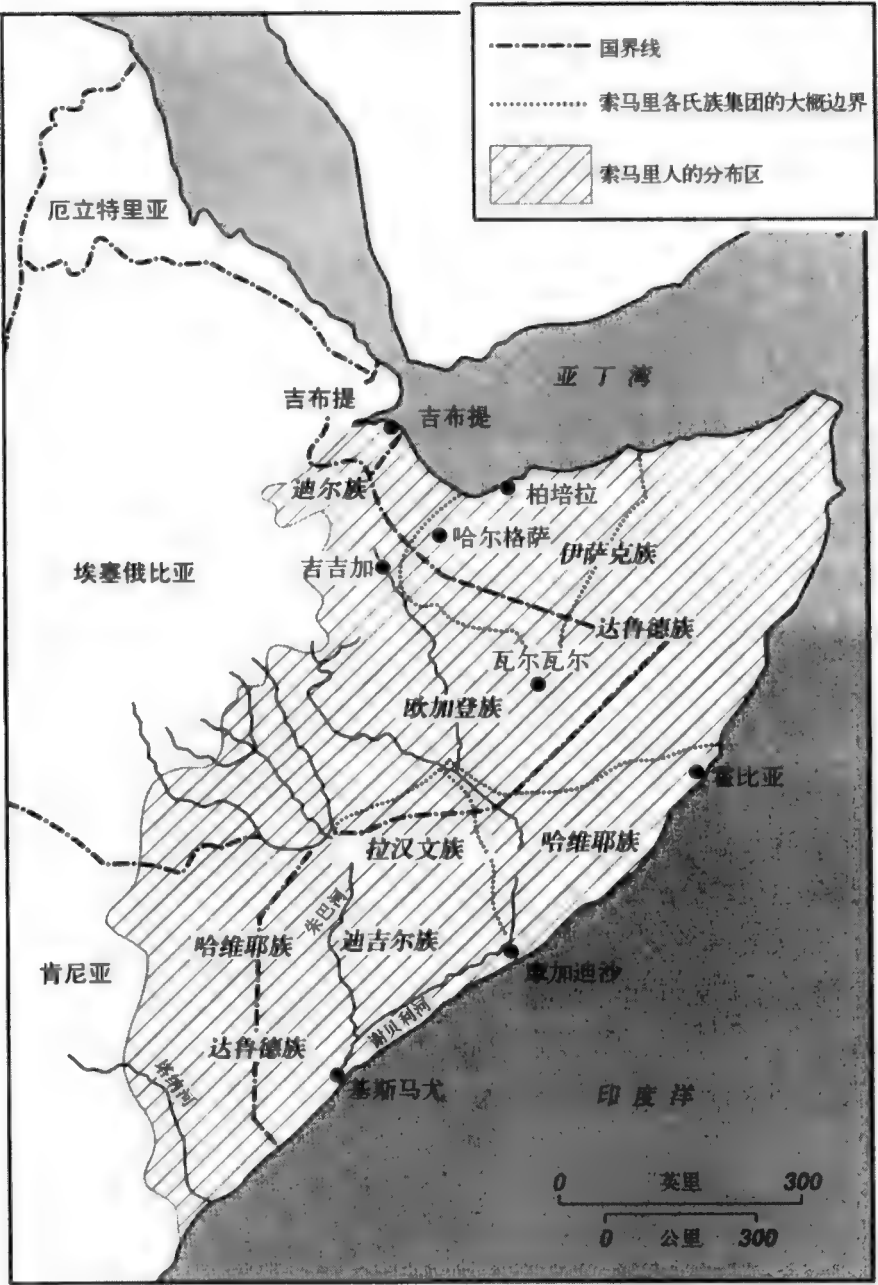 国界线
索马里各氏族集团的大概边界
索马里人的分布区
厄立特里亚
亚丁湾
吉布提
吉布提
迪尔族
柏培拉
哈尔格萨
伊萨克族
吉吉加
埃塞俄比亚
达鲁德族
瓦尔瓦尔
欧加登族
霍比亚
拉汉文族
哈维耶族
朱巴河
哈维耶族
迪吉尔族
摩加迪沙
肯尼亚
谢贝利河
达鲁德族
塔纳河
基斯马尤
印度洋
0 英里 300
0 公里 300